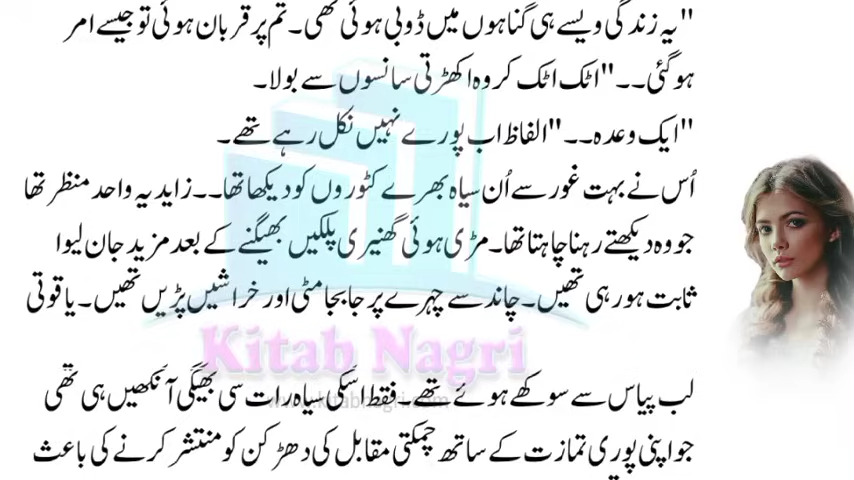 "یہ زندگی ویسے ہی گناہوں میں ڈوبی ہوئی تھی۔ تم پر قربان ہوئی تو جیسے امر
ہوگئی۔۔"اٹک اٹک کر وہ اکھڑتی سانسوں سے بولا۔
"ایک وعدہ۔۔"الفاظ اب پورے نہیں نکل رہے تھے۔
اُس نے بہت غور سے اُن سیاہ بھرے کٹوروں کو دیکھا تھا۔۔ زاید یہ واحد منظر تھا
جو وہ دیکھتے رہنا چاہتا تھا۔ مڑی ہوئی گھنیری پلکیں بھیگنے کے بعد مزید جان لیوا
ثابت ہو رہی تھیں۔ چاند سے چہرے پر جابجا مٹی اور خراشیں پڑیں تھیں۔ یاقوتی
Kitab Nagri
لب پیاس سے سوکھے ہوئے تھے۔ فقط اسکی سیاہ رات سی بھیگی آنکھیں ہی تھی
www.kitabnagri.com
جو اپنی پوری تمازت کے ساتھ چمکتی مقابل کی دھڑکن کو منتشر کرنے کی باعث